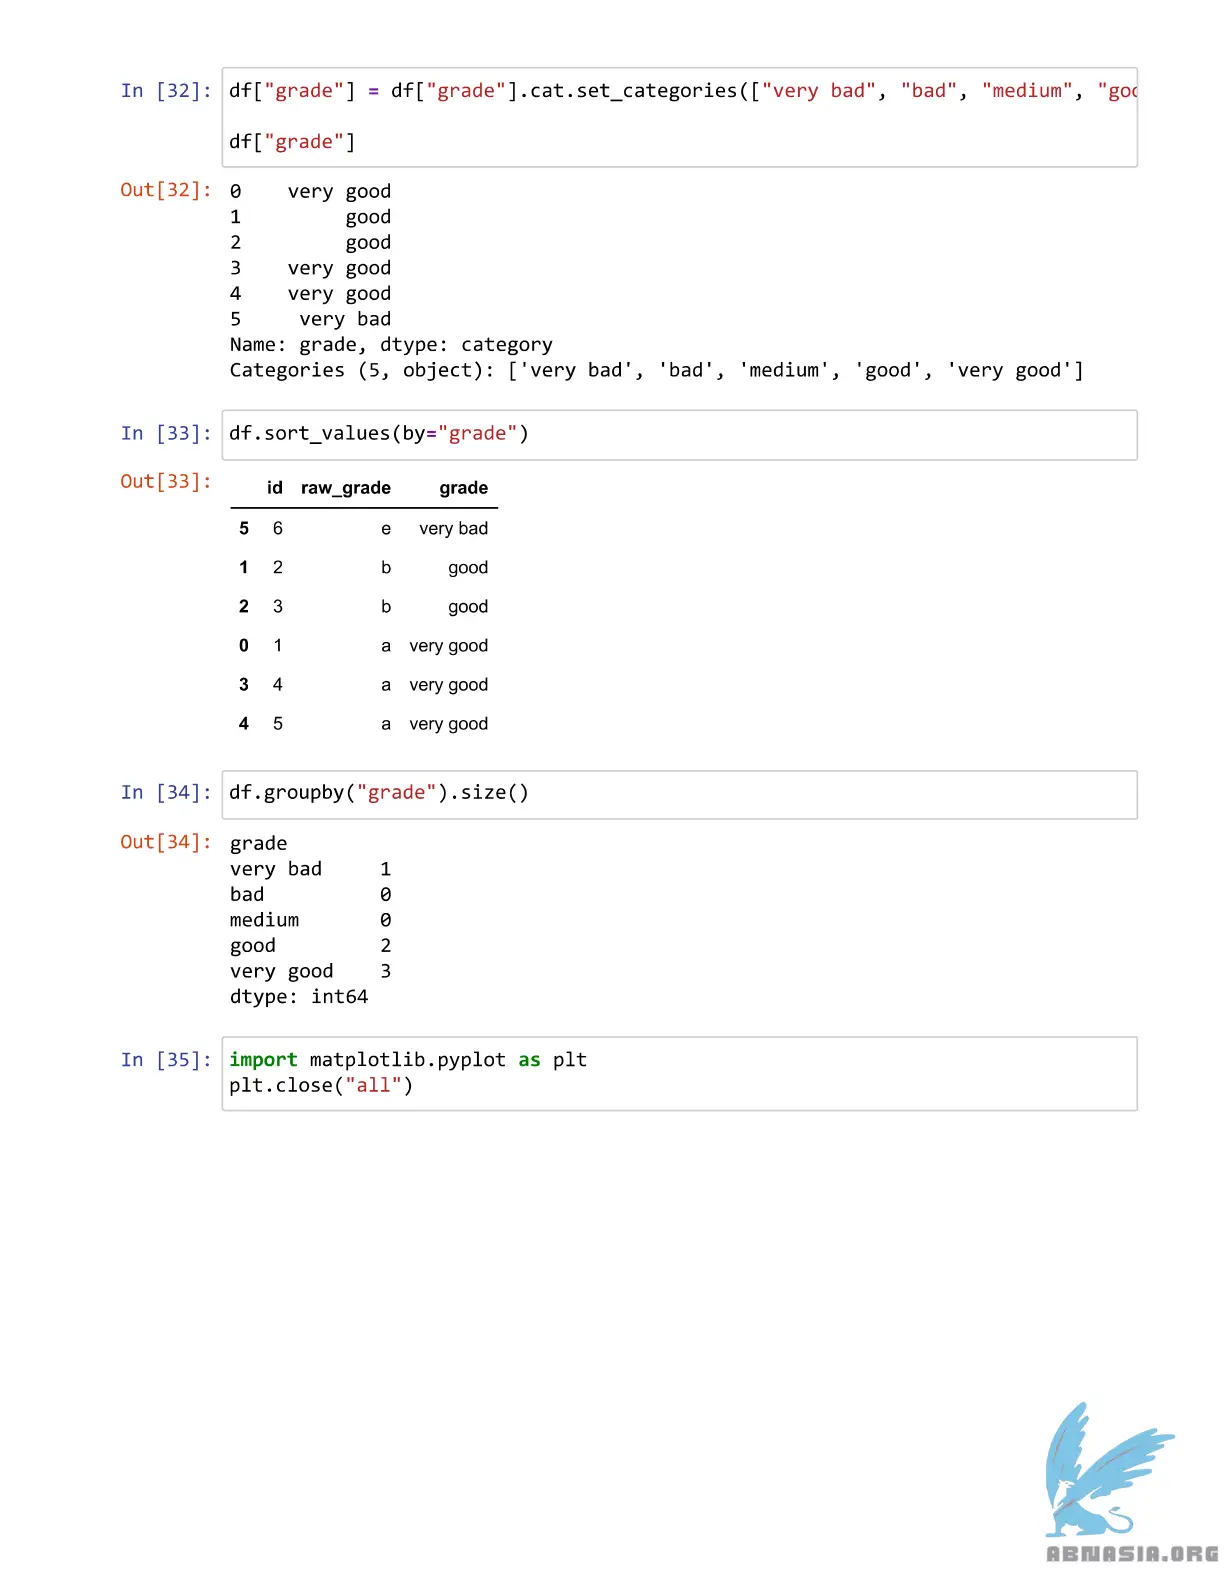 In [32]: df["grade"] = df["grade"].cat.set_categories(["very bad", "bad", "medium", "goo
df["grade"]
Out[32]: 0    very good
1         good
2         good
3    very good
4    very good
5     very bad
Name: grade, dtype: category
Categories (5, object): ['very bad', 'bad', 'medium', 'good', 'very good']
In [33]: df.sort_values(by="grade")
Out[33]:
id raw_grade grade
5 6 e very bad
1 2 b good
2 3 b good
0 1 a very good
3 4 a very good
4 5 a very good
In [34]: df.groupby("grade").size()
Out[34]: grade
very bad     1
bad          0
medium       0
good         2
very good    3
dtype: int64
In [35]: import matplotlib.pyplot as plt
plt.close("all")
ABNASIA.ORG